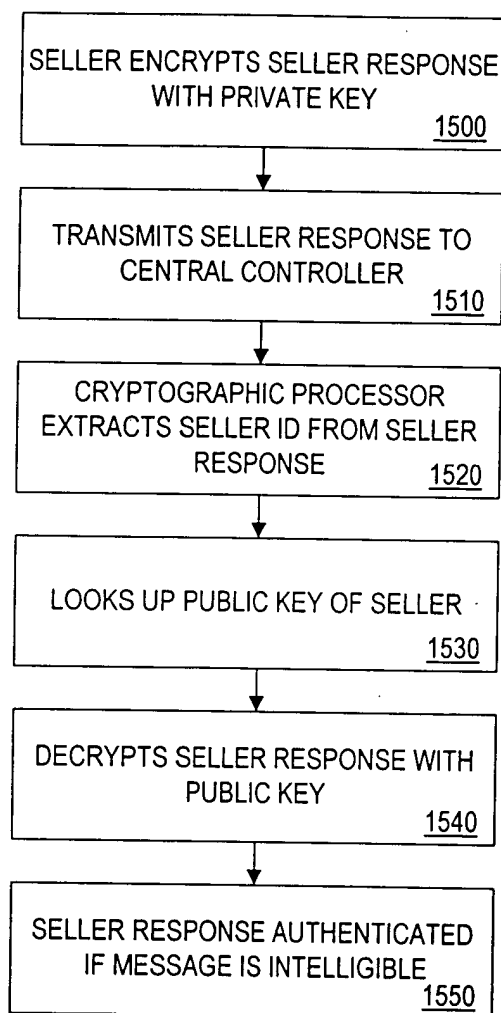 SELLER ENCRYPTS SELLER RESPONSE
WITH PRIVATE KEY
1500
TRANSMITS SELLER RESPONSE TO
CENTRAL CONTROLLER
1510
CRYPTOGRAPHIC PROCESSOR
EXTRACTS SELLER ID FROM SELLER
RESPONSE
1520
LOOKS UP PUBLIC KEY OF SELLER
1530
DECRYPTS SELLER RESPONSE WITH
PUBLIC KEY
1540
SELLER RESPONSE AUTHENTICATED
IF MESSAGE IS INTELLIGIBLE
1550